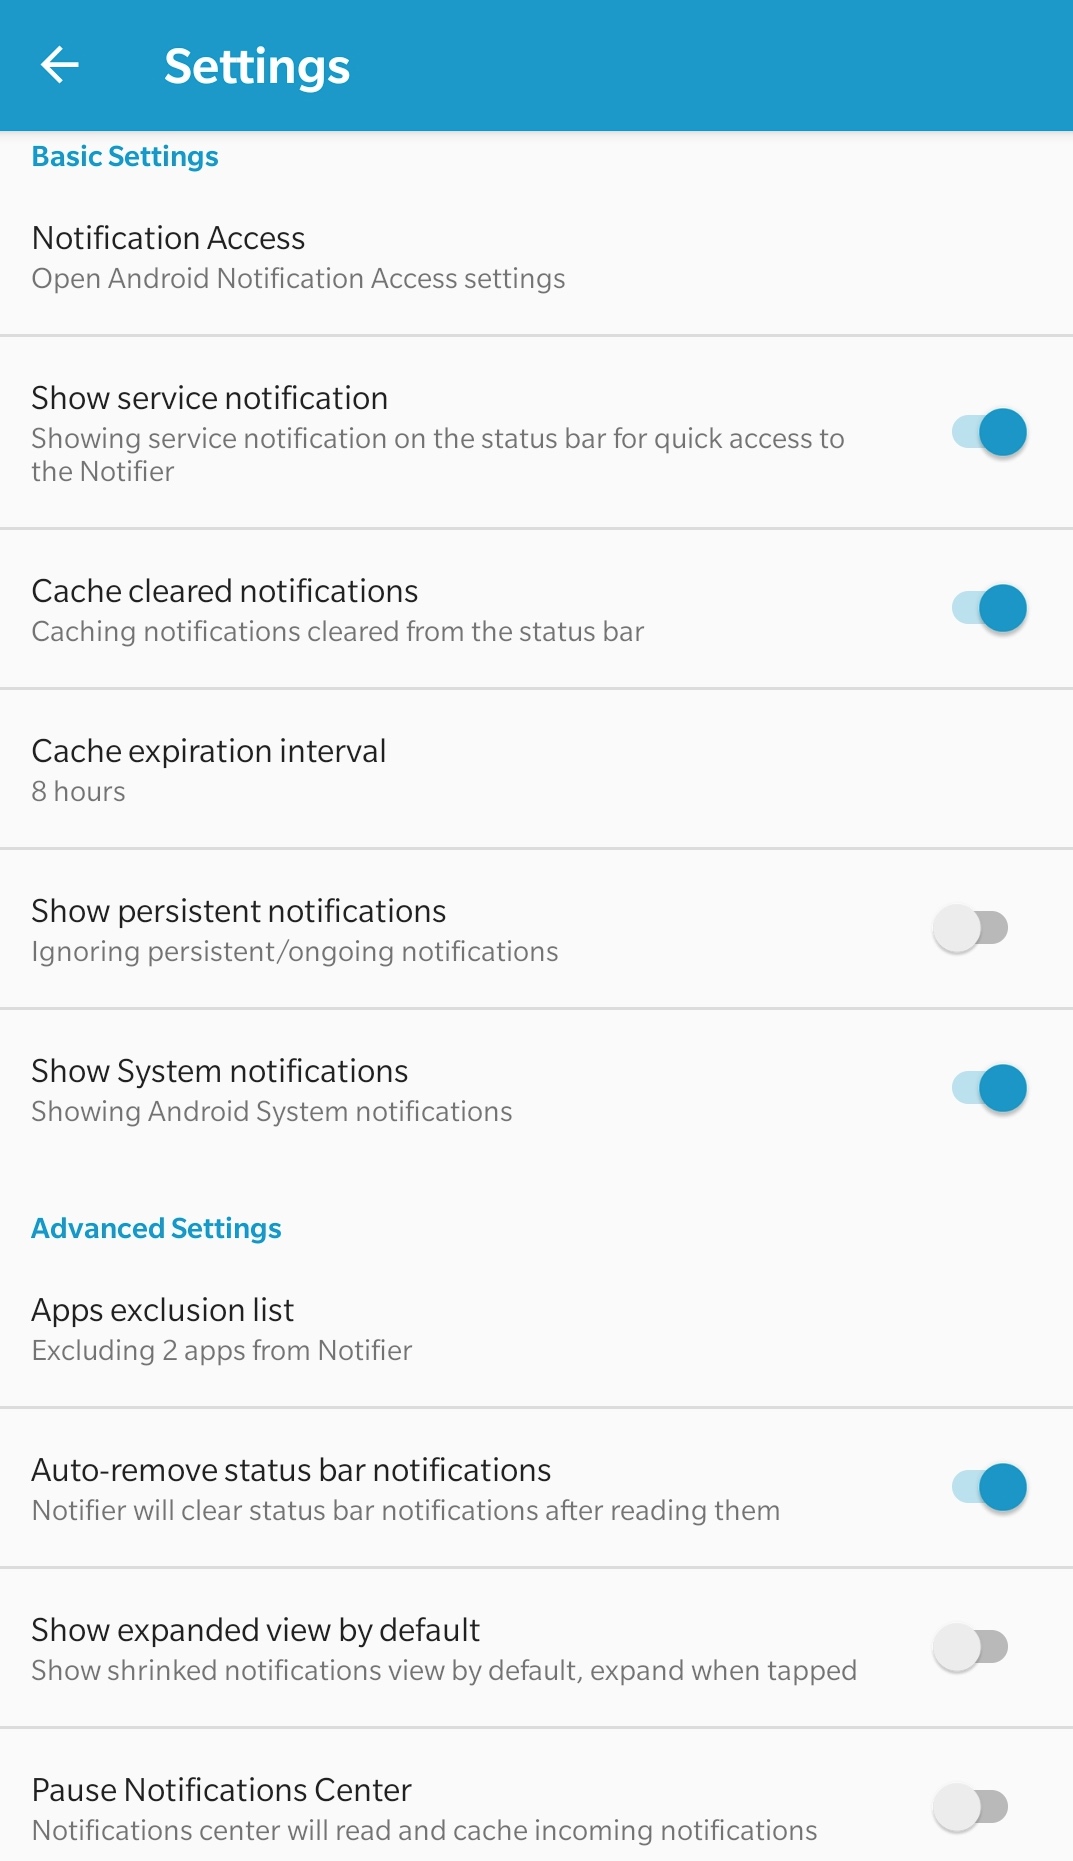 Settings
Basic Settings
Notification Access
Open Android Notification Access settings
Show service notification
Showing service notification on the status bar for quick access to
the Notifier
Cache cleared notifications
Caching notifications cleared from the status bar
Cache expiration interval
8 hours
Show persistent notifications
Ignoring persistent/ongoing notifications
Show System notifications
Showing Android System notifications
Advanced Settings
Apps exclusion list
Excluding 2 apps from Notifier
Auto-remove status bar notifications
Notifier will clear status bar notifications after reading them
Show expanded view by default
Show shrinked notifications view by default, expand when tapped
Pause Notifications Center
Notifications center will read and cache incoming notifications